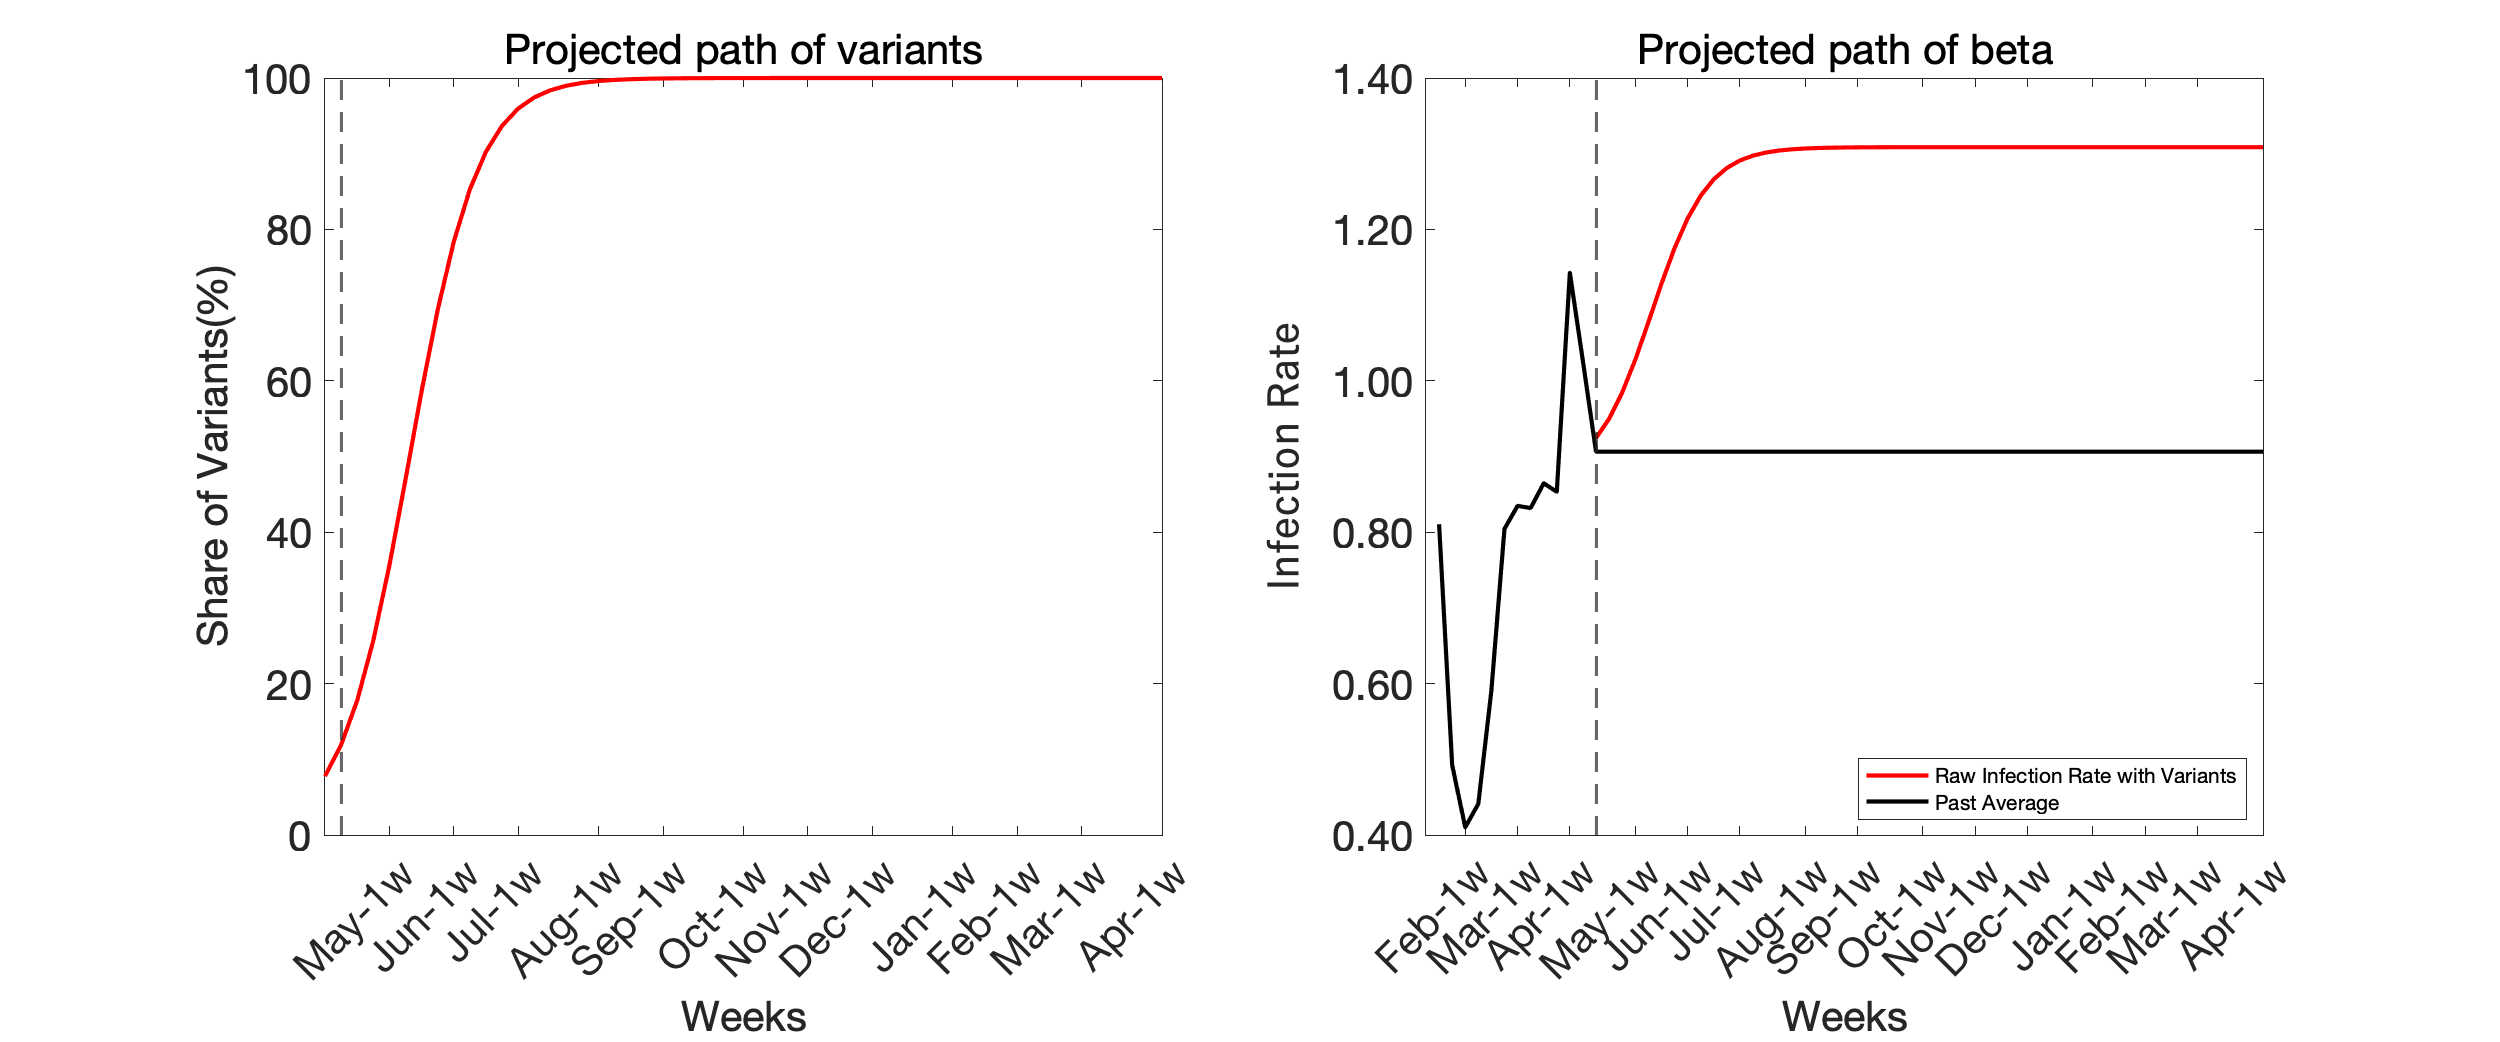 Projected path of variants
100
80
60
40
20
0
Share of Variants(%)
May-1w
Jun-1w
Jul-1w
Aug-1w
Sep-1w
Oct-1w
Nov-1w
Dec-1w
Jan-1w
Feb-1w
Mar-1w
Apr-1w
Weeks
Projected path of beta
1.40
1.20
1.00
0.80
0.60
0.40
Infection Rate
Raw Infection Rate with Variants
Past Average
Feb-1w
Mar-1w
Apr-1w
May-1w
Jun-1w
Jul-1w
Aug-1w
Sep-1w
Oct-1w
Nov-1w
Dec-1w
Jan-1w
Feb-1w
Mar-1w
Apr-1w
Weeks